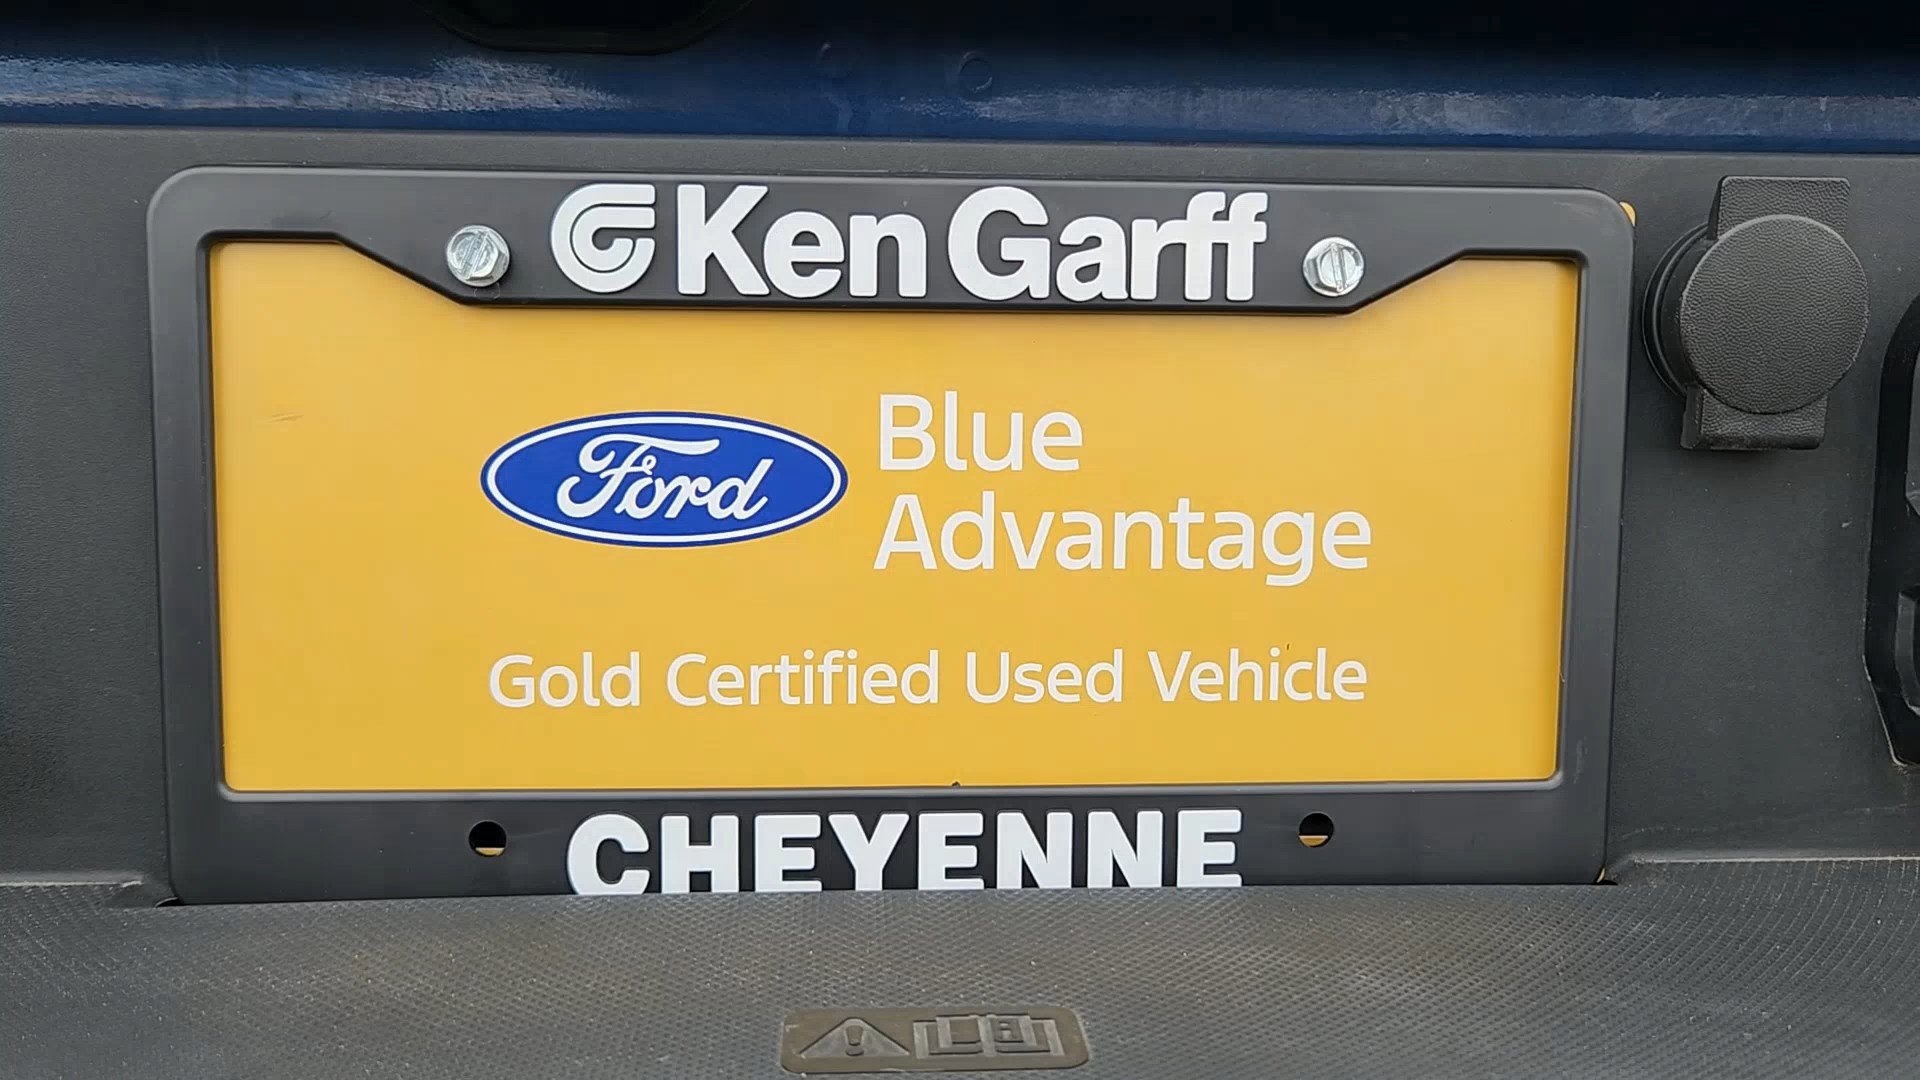 Ken Garff
Ford
Blue
Advantage
Gold Certified Used Vehicle
CHEYENNE